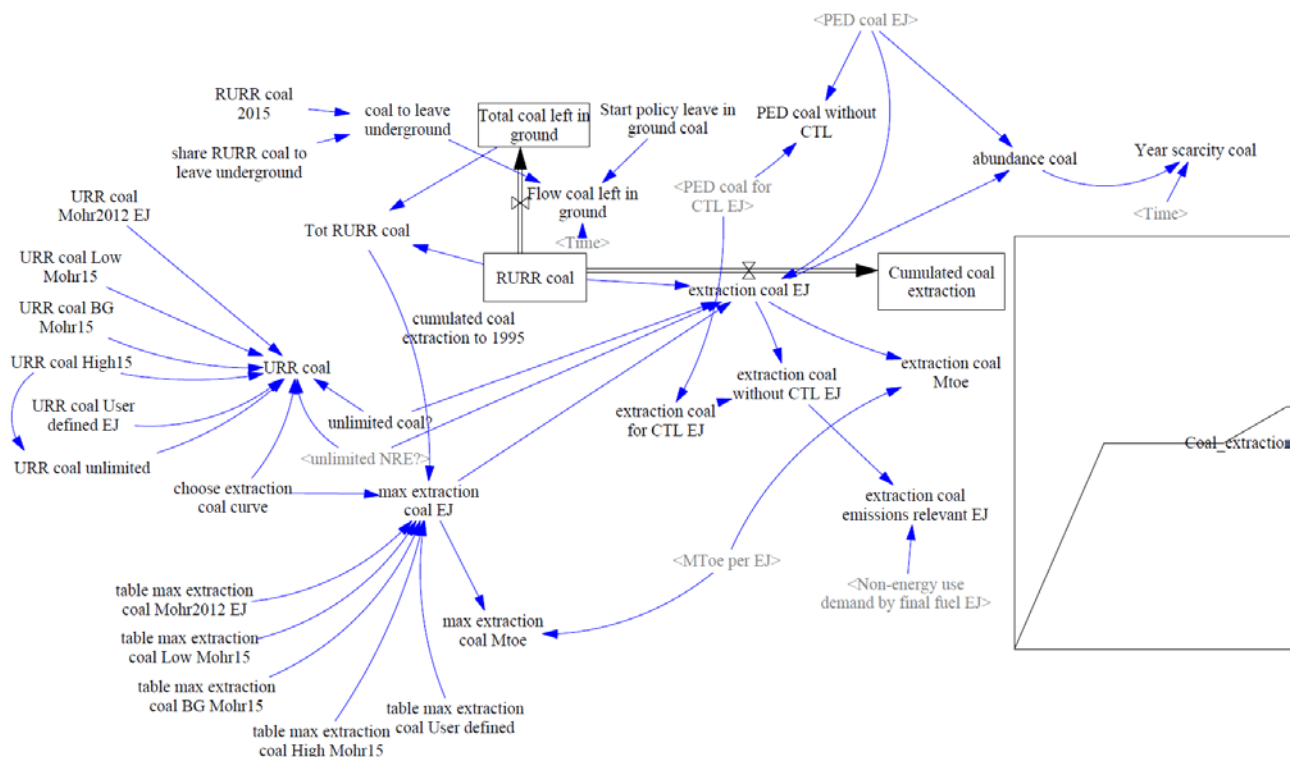 <PED coal EJ>
RURR coal
2015
coal to leave
underground
Total coal left in
ground
Start policy leave in
ground coal
PED coal without
CTL
share RURR coal to
leave underground
abundance coal
Year scarcity coal
URR coal
Mohr2012 EJ
Flow coal left in
ground
<PED coal for
CTL EJ>
<Time>
Tot RURR coal
<Time>
URR coal Low
Mohr15
RURR coal
extraction coal EJ
Cumulated coal
extraction
URR coal BG
Mohr15
cumulated coal
extraction to 1995
URR coal High15
URR coal
extraction coal
Mtoe
extraction coal
without CTL EJ
URR coal User
defined EJ
unlimited coal?
extraction coal
for CTL EJ
Coal_extraction
<unlimited NRE?>
URR coal unlimited
choose extraction
coal curve
max extraction
coal EJ
extraction coal
emissions relevant EJ
<MToe per EJ>
<Non-energy use
demand by final fuel EJ>
table max extraction
coal Mohr2012 EJ
max extraction
coal Mtoe
table max extraction
coal Low Mohr15
table max extraction
coal BG Mohr15
table max extraction
coal User defined
table max extraction
coal High Mohr15